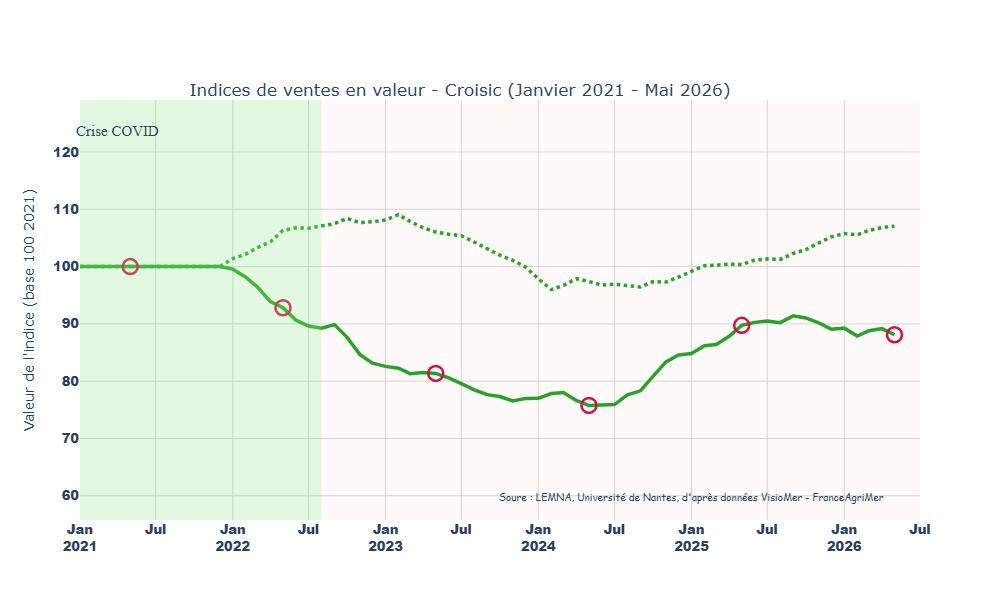 Indices de ventes en valeur - Croisic (Janvier 2021 - Mai 2026)
Crise COVID
Valeur de l'indice (base 100 2021)
120
110
100
90
80
70
60
Soure : LEMNA, Université de Nantes, d'après données VisioMer - FranceAgriMer
Jan Jul Jan Jul Jan Jul Jan Jul Jan Jul Jan Jul
2021 2022 2023 2024 2025 2026